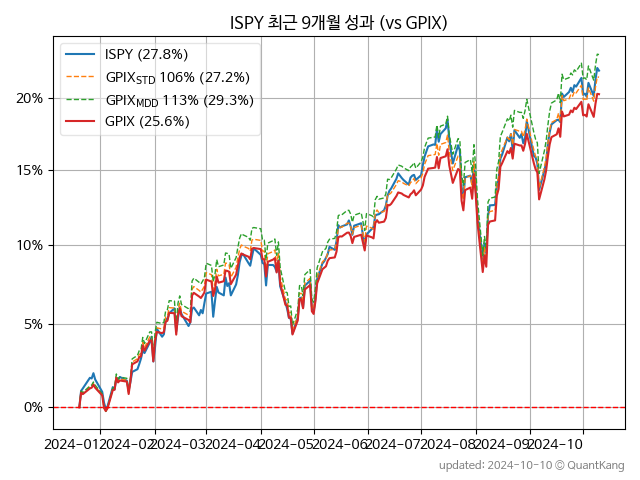 ISPY 최근 9개월 성과 (vs GPIX)
ISPY (27.8%)
GPIXSTD 106% (27.2%)
GPIXMDD 113% (29.3%)
GPIX (25.6%)
20%
15%
10%
5%
0%
2024-01 2024-02 2024-03 2024-04 2024-05 2024-06 2024-07 2024-08 2024-09 2024-10
updated: 2024-10-10 © QuantKang